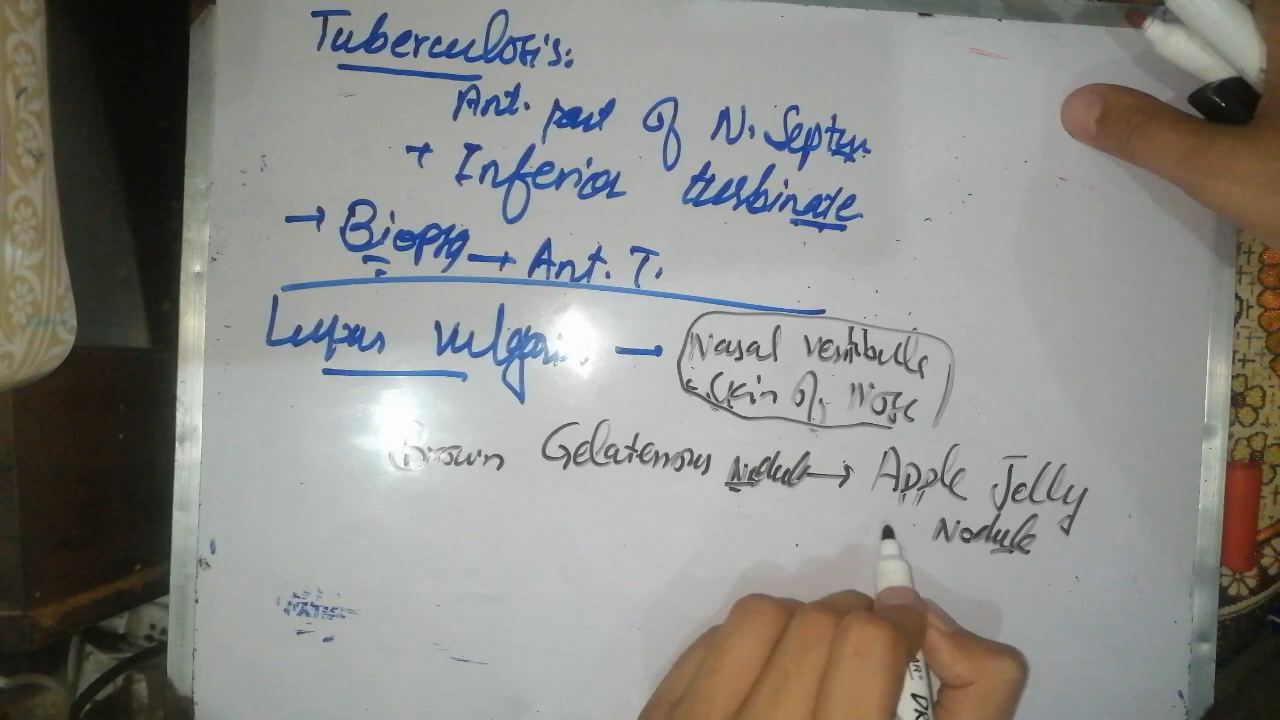 Tuberculosis:
Ant. part of N. Septum
+ Inferior turbinate
→ Biopsy → Ant. T.
Lupus vulgaris → Nasal vestibule
+ Skin of Nose
Brown Gelatenous Nodule → Apple Jelly
Nodule